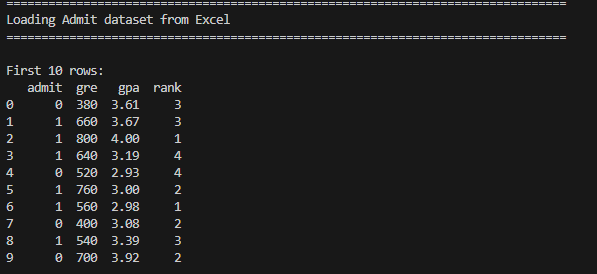 ================================================================================
Loading Admit dataset from Excel
================================================================================
First 10 rows:
   admit  gre   gpa  rank
0      0  380  3.61     3
1      1  660  3.67     3
2      1  800  4.00     1
3      1  640  3.19     4
4      0  520  2.93     4
5      1  760  3.00     2
6      1  560  2.98     1
7      0  400  3.08     2
8      1  540  3.39     3
9      0  700  3.92     2